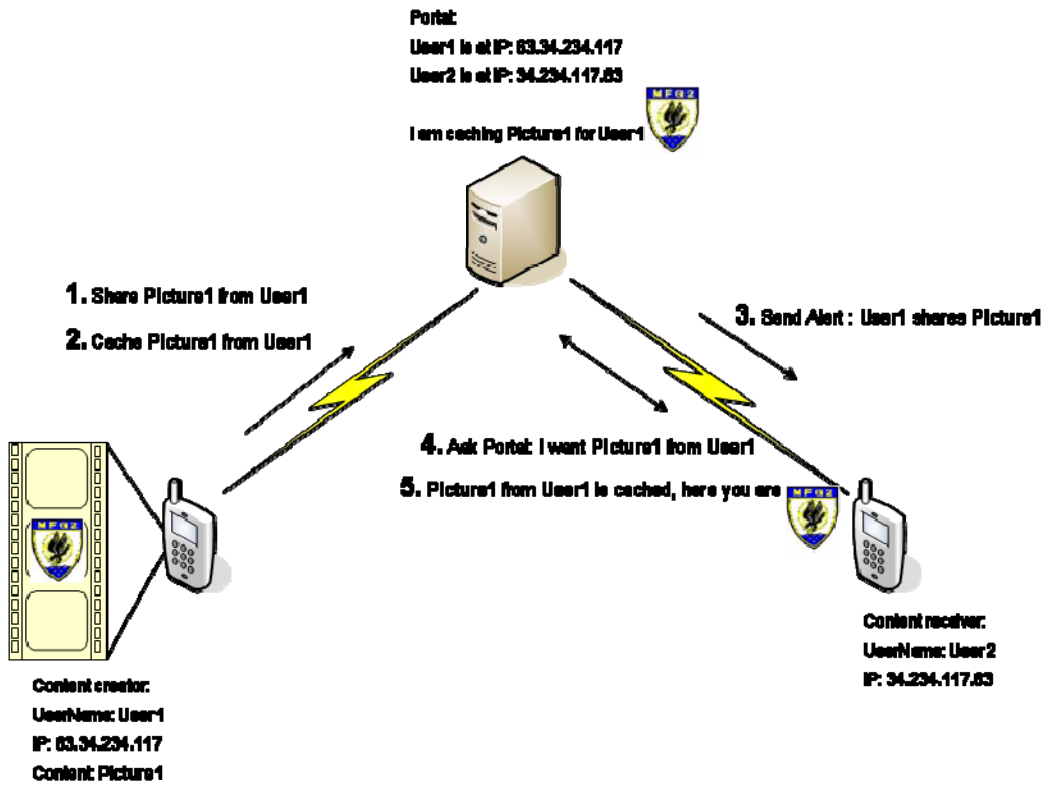 Portal:
User1 is at IP: 63.34.234.117
User2 is at IP: 34.234.117.63
MFG2
I am caching Picture1 for User1
1. Share Picture1 from User1
2. Cache Picture1 from User1
3. Send Alert : User1 shares Picture1
4. Ask Portal: I want Picture1 from User1
5. Picture1 from User1 is cached, here you are
MFG2
MFG2
Content receiver:
UserName: User2
IP: 34.234.117.63
Content creator:
UserName: User1
IP: 63.34.234.117
Content: Picture1